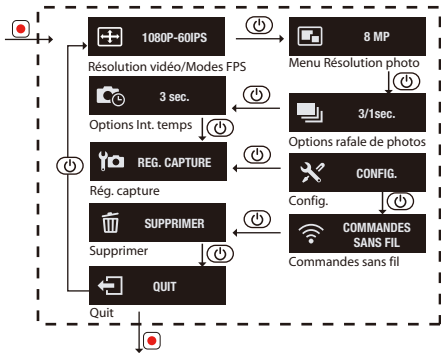 1080P-60IPS
8 MP
Résolution vidéo/Modes FPS
Menu Résolution photo
3 sec.
3/1sec.
Options Int. temps
Options rafale de photos
REG. CAPTURE
CONFIG.
Rég. capture
Config.
SUPPRIMER
COMMANDES
SANS FIL
Supprimer
Commandes sans fil
QUIT
Quit